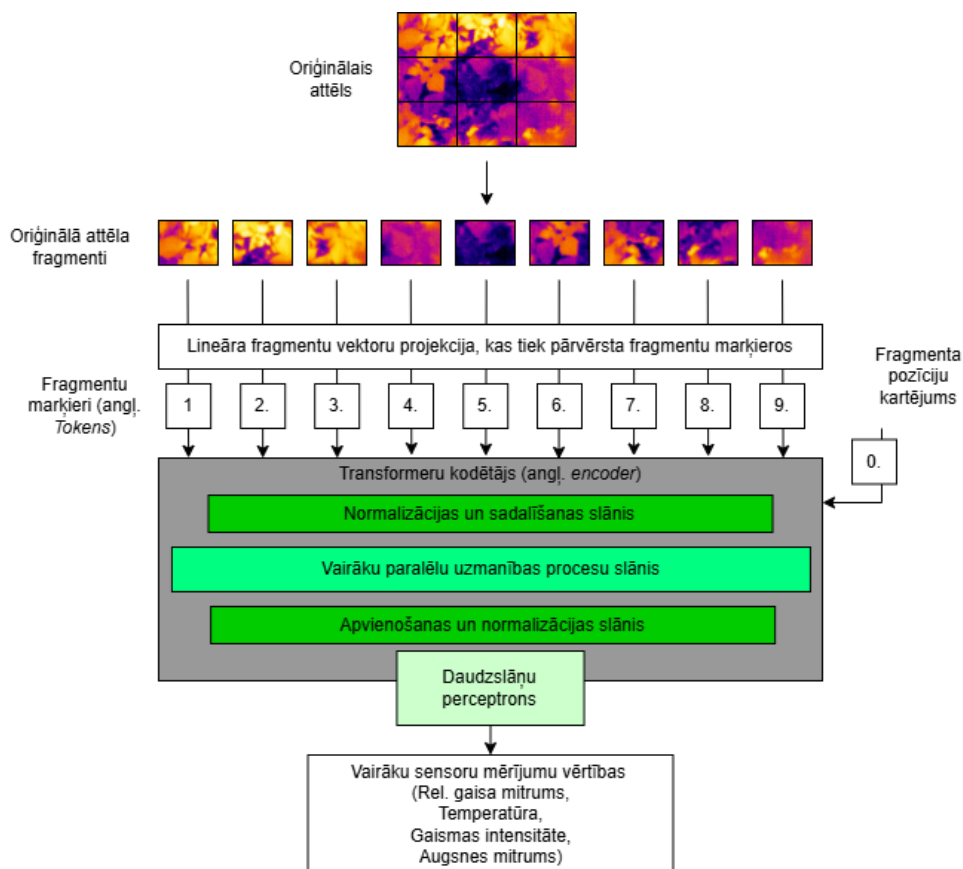 Oriģinālais
attēls
Oriģinālā attēla
fragmenti
Lineāra fragmentu vektoru projekcija, kas tiek pārvērsta fragmentu marķieros
Fragmenta
pozīciju
kartējums
Fragmentu
marķieri (angļ.
Tokens)
1 2. 3. 4. 5. 6. 7. 8. 9.
0.
Transformeru kodētājs (angļ. encoder)
Normalizācijas un sadalīšanas slānis
Vairāku paralēlu uzmanības procesu slānis
Apvienošanas un normalizācijas slānis
Daudzslāņu
perceptrons
Vairāku sensoru mērījumu vērtības
(Rel. gaisa mitrums,
Temperatūra,
Gaismas intensitāte,
Augsnes mitrums)